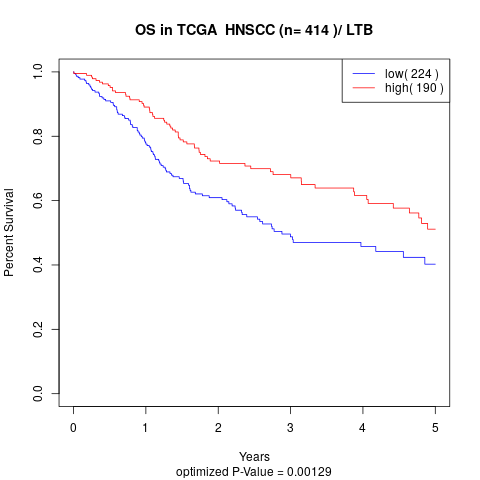 OS in TCGA  HNSCC (n= 414 )/ LTB
low( 224 )
high( 190 )
Percent Survival
1.0
0.8
0.6
0.4
0.2
0.0
0 1 2 3 4 5
Years
optimized P-Value = 0.00129